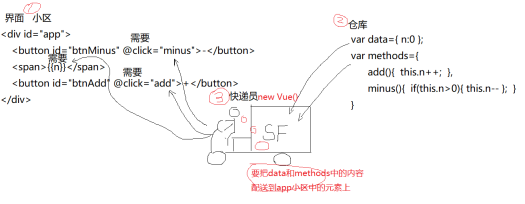 界面 ① 小区
<div id="app">
需要
<button id="btnMinus" @click="minus">-</button>
需要
<span>{{n}}</span>
需要
<button id="btnAdd" @click="add">+</button>
</div>
② 仓库
var data={ n:0 };
var methods={
add(){ this.n++; },
minus(){ if(this.n>0){ this.n--; }
}
③ 快递员 new Vue()
SF
要把data和methods中的内容
配送到app小区中的元素上